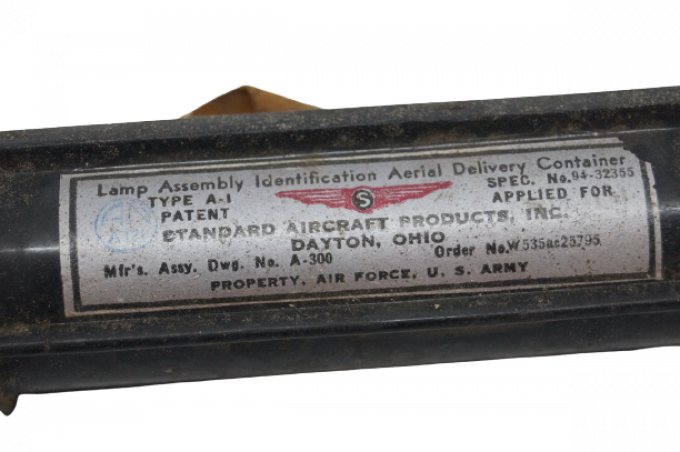 Lamp Assembly Identification Aerial Delivery Container
TYPE A-1 SPEC. No. 94-32355
PATENT APPLIED FOR
S
STANDARD AIRCRAFT PRODUCTS, INC.
DAYTON, OHIO
Mfr's. Assy. Dwg. No. A-300 Order No. W535ac25795
PROPERTY, AIR FORCE, U. S. ARMY